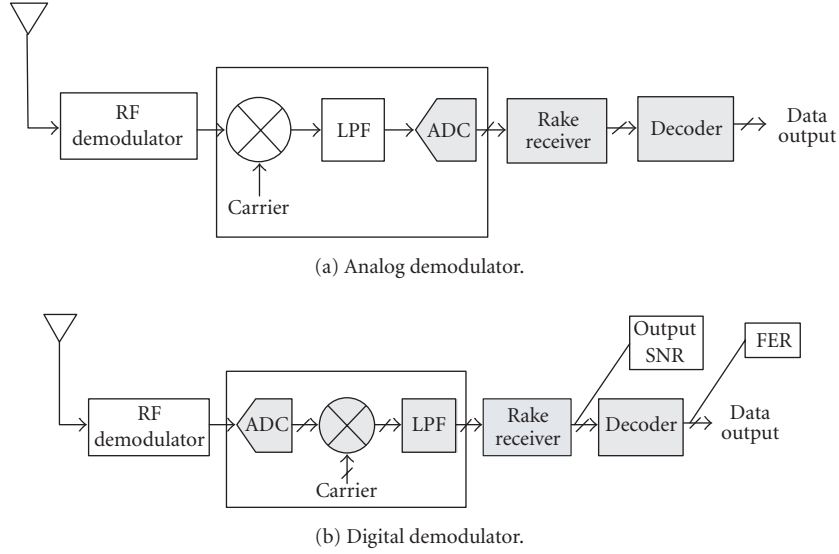 RF
demodulator
Carrier
LPF
ADC
Rake
receiver
Decoder
Data
output
(a) Analog demodulator.
RF
demodulator
ADC
Carrier
LPF
Rake
receiver
Output
SNR
Decoder
FER
Data
output
(b) Digital demodulator.